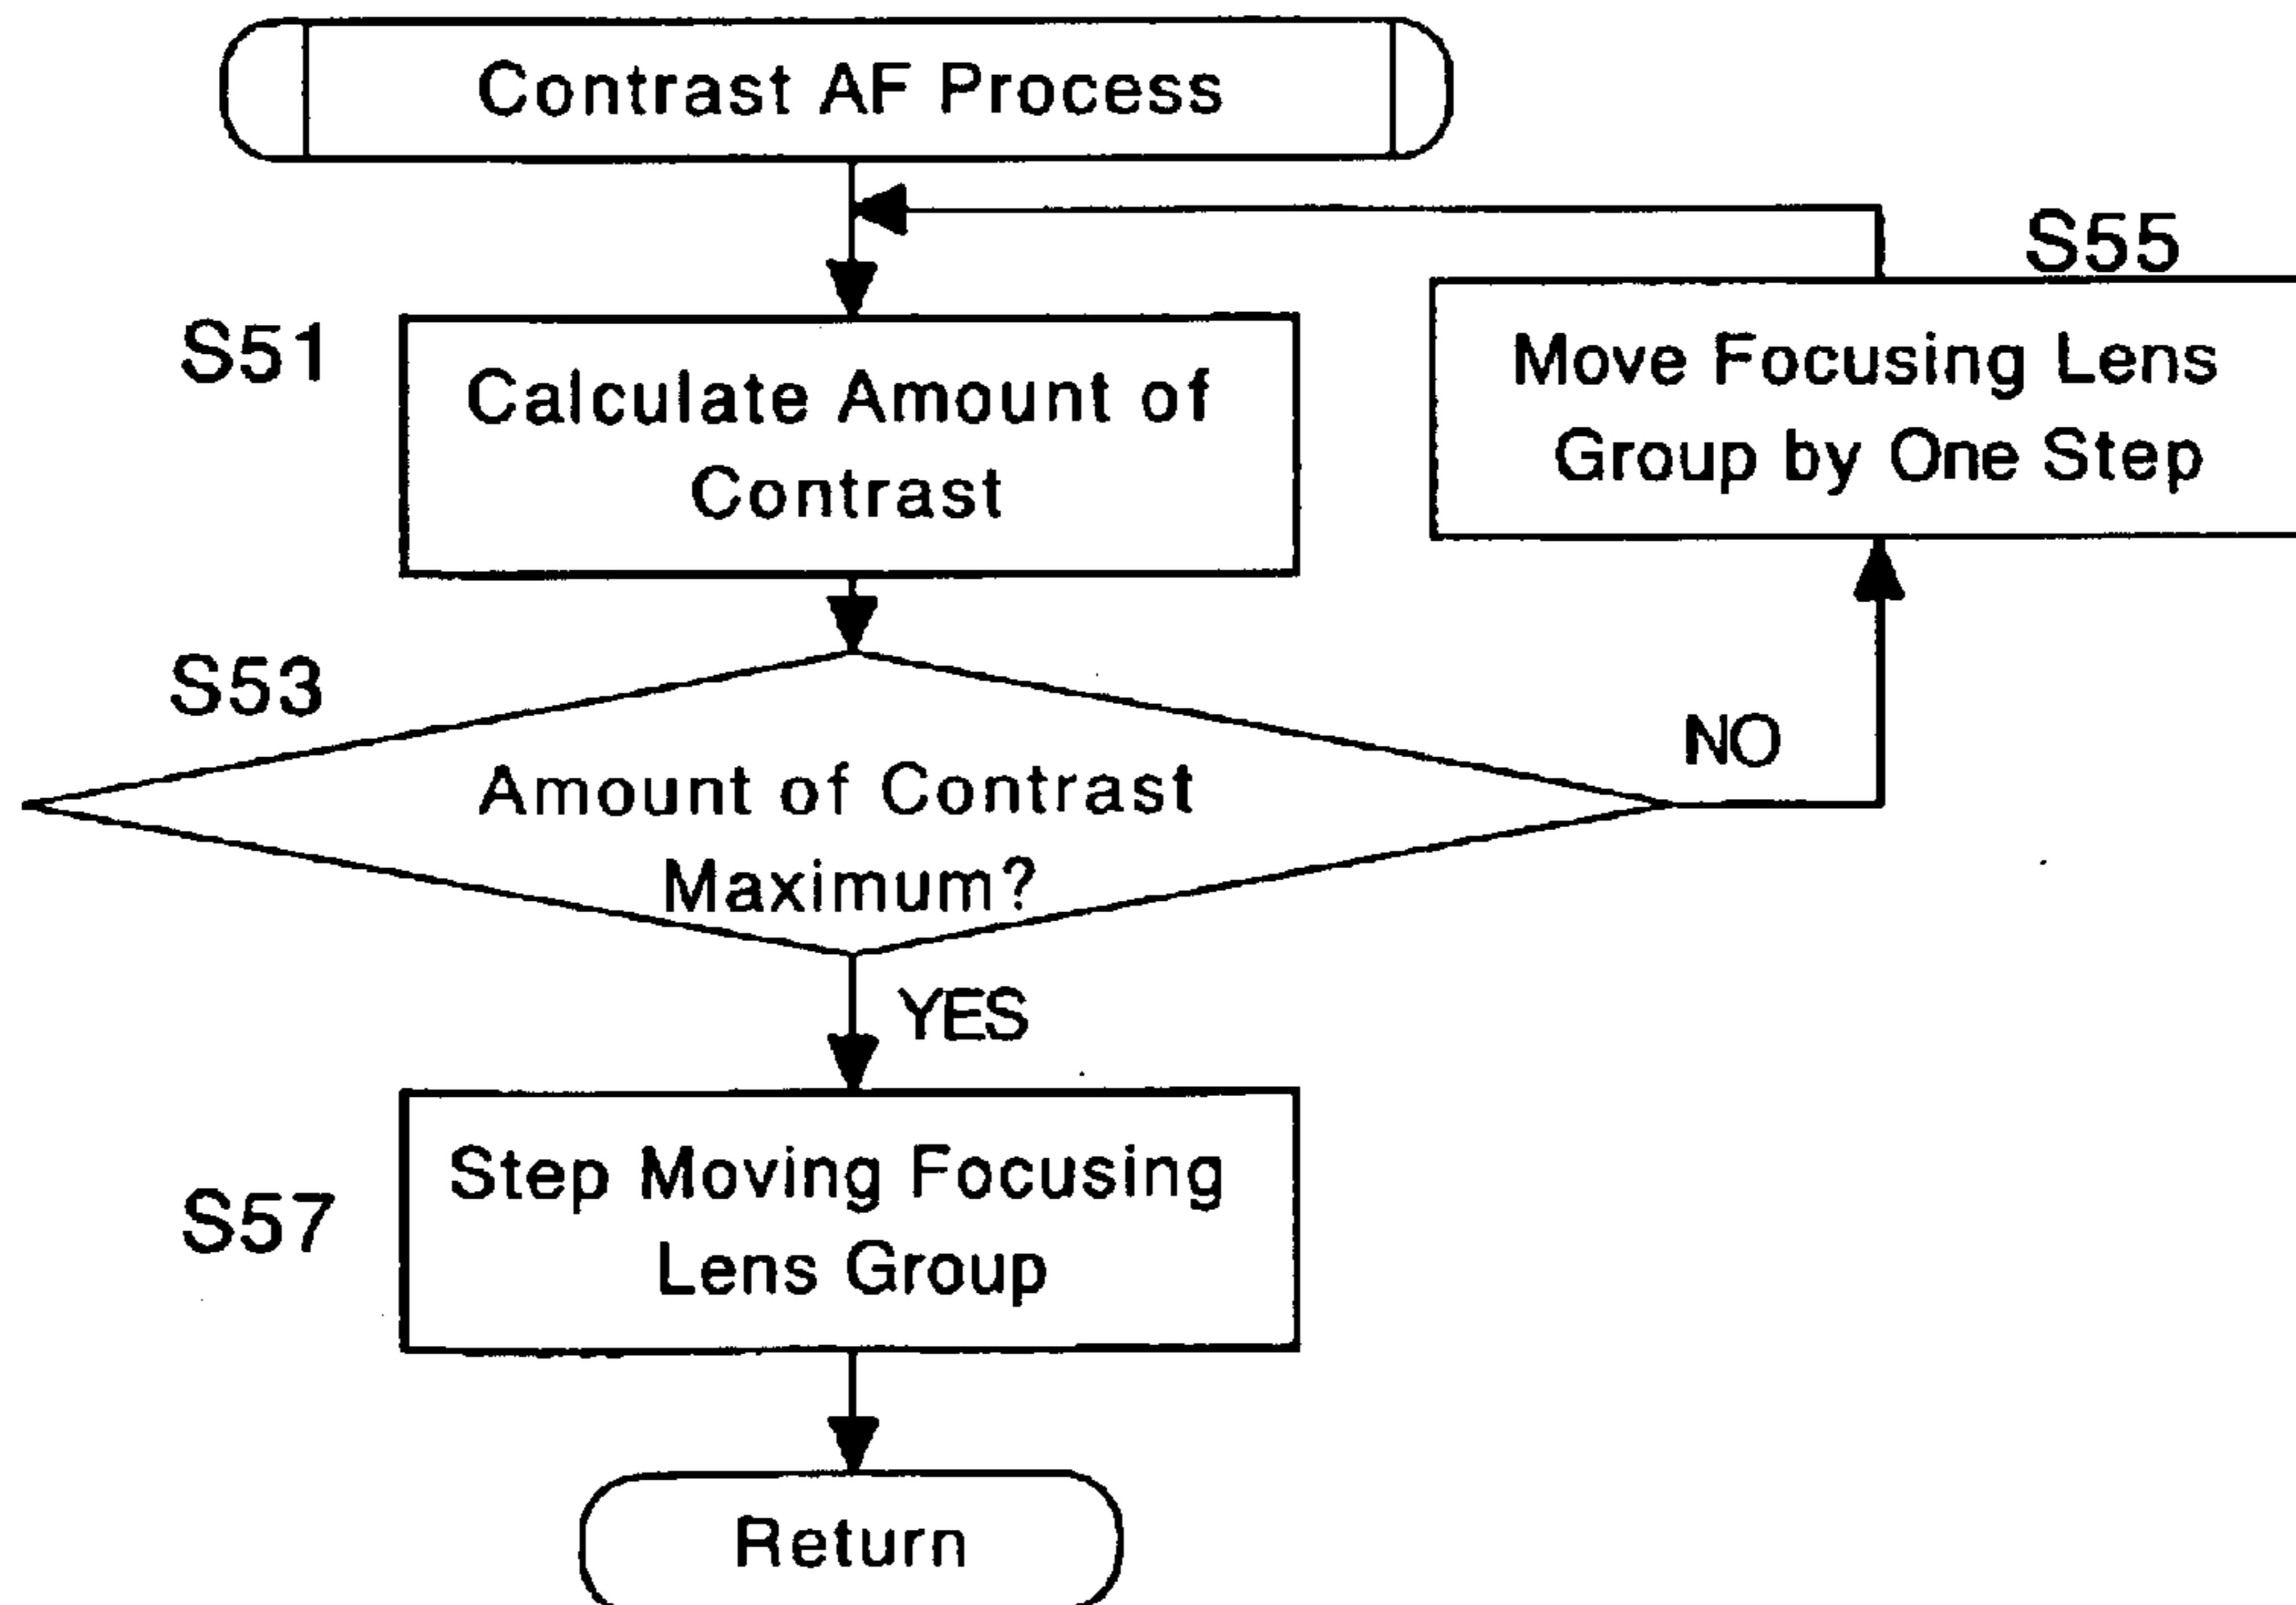 Contrast AF Process
S51
Calculate Amount of
Contrast
S55
Move Focusing Lens
Group by One Step
S53
Amount of Contrast
Maximum?
NO
YES
S57
Step Moving Focusing
Lens Group
Return